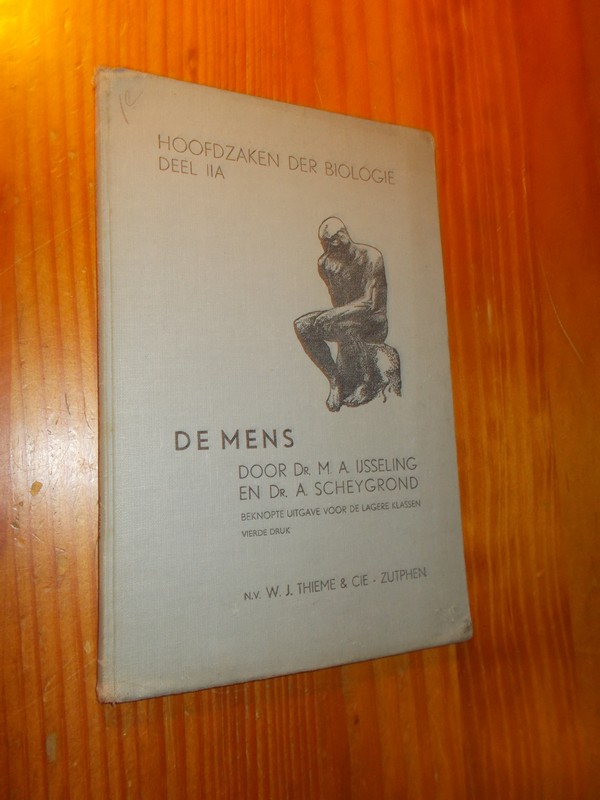 HOOFDZAKEN DER BIOLOGIE
DEEL IIA
DE MENS
DOOR DR. M. A. IJSSELING
EN DR. A. SCHEYGROND
BEKNOPTE UITGAVE VOOR DE LAGERE KLASSEN
VIERDE DRUK
N.V. W. J. THIEME & CIE - ZUTPHEN